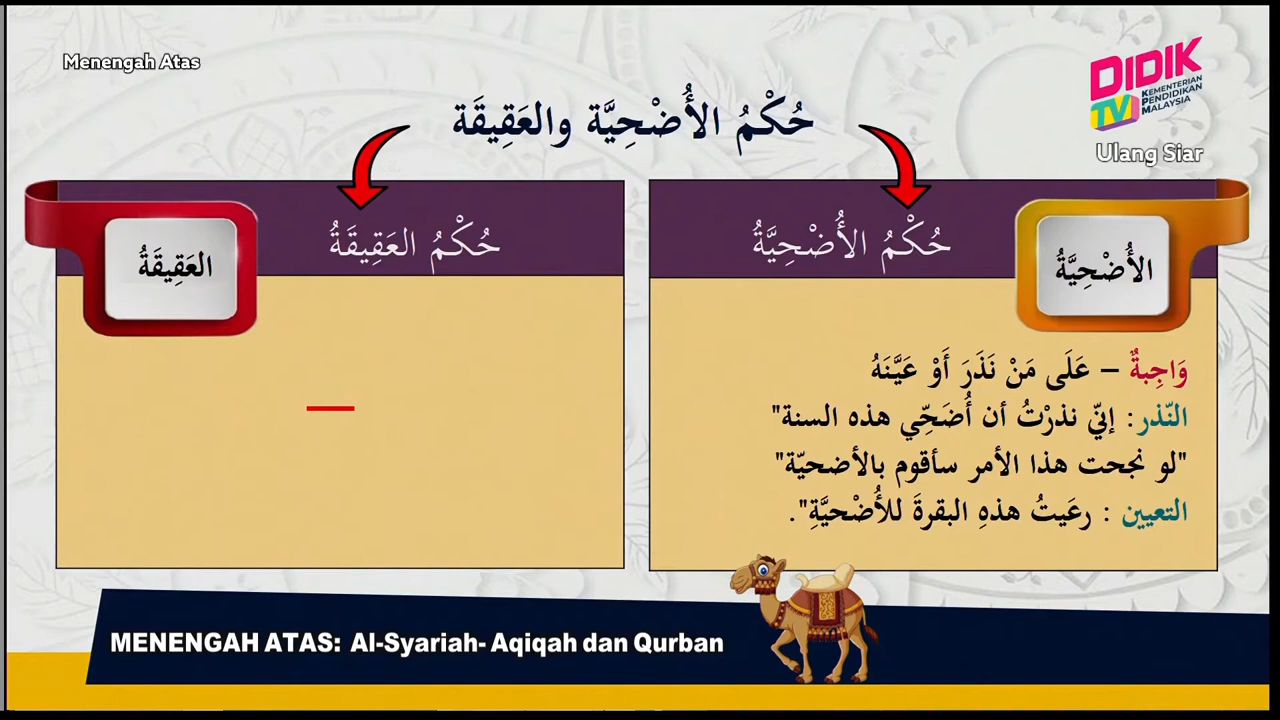 Menengah Atas
DIDIK
TV
KEMENTERIAN
PENDIDIKAN
MALAYSIA
Ulang Siar
حُكْمُ الأُضْحِيَّة والعَقِيقَة
حُكْمُ الأُضْحِيَّةُ
الأُضْحِيَّةُ
وَاجِبةٌ – عَلَى مَنْ نَذَرَ أَوْ عَيَّنَهُ
النّذر: إنيّ نذرْتُ أن أُضَحِّي هذه السنة"
"لو نجحت هذا الأمر سأقوم بالأضحيّة"
التعيين : رعَيتُ هذهِ البقرةَ للأُضْحِيَّةِ".
حُكْمُ العَقِيقَةُ
العَقِيقَةُ
MENENGAH ATAS: Al-Syariah- Aqiqah dan Qurban